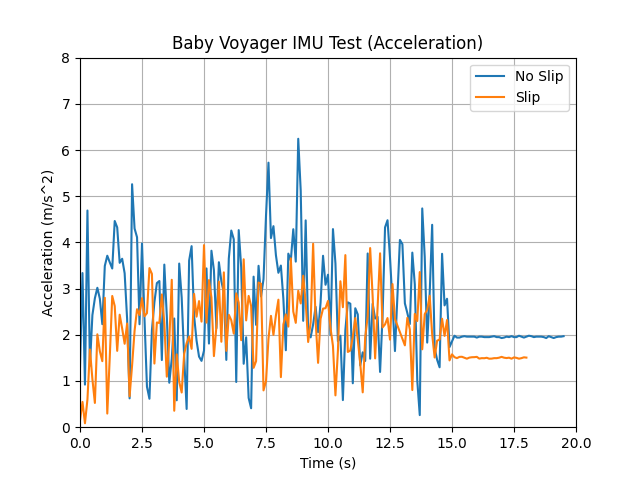 Baby Voyager IMU Test (Acceleration)
No Slip
Slip
Acceleration (m/s^2)
8
7
6
5
4
3
2
1
0
0.0 2.5 5.0 7.5 10.0 12.5 15.0 17.5 20.0
Time (s)